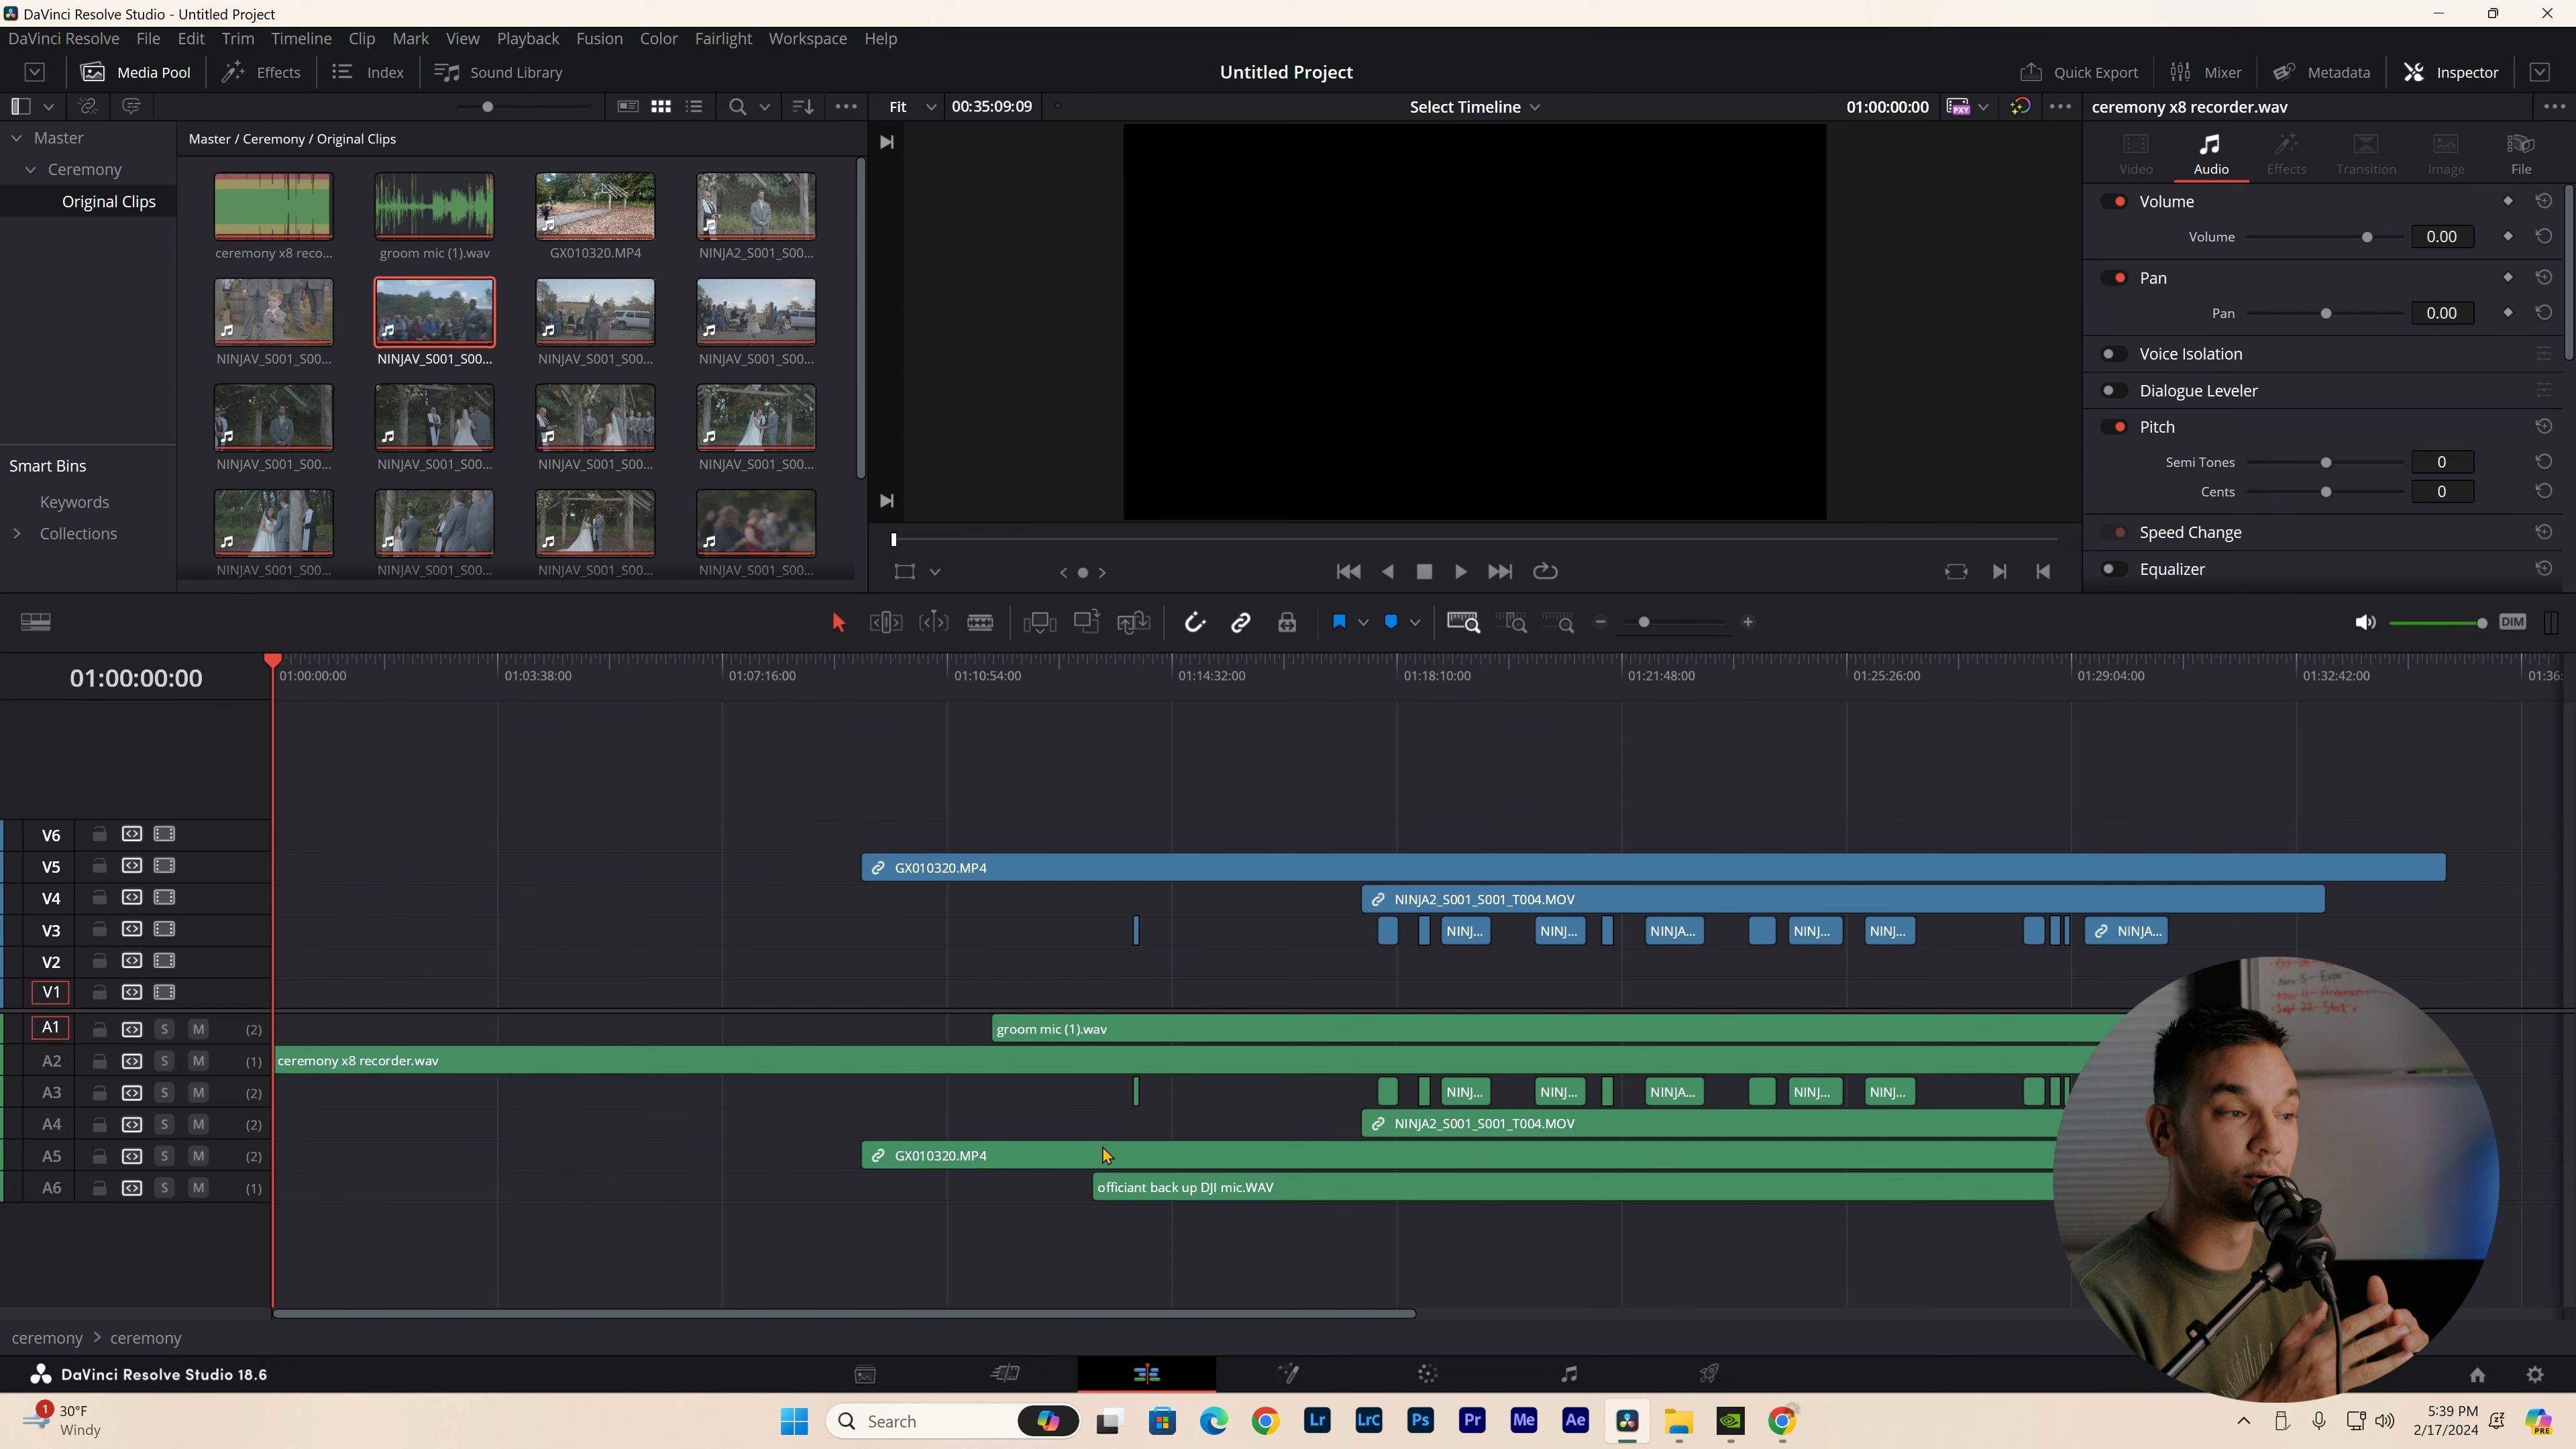 DaVinci Resolve Studio - Untitled Project
DaVinci Resolve File Edit Trim Timeline Clip Mark View Playback Fusion Color Fairlight Workspace Help
Media Pool Effects Index Sound Library Untitled Project Quick Export Mixer Metadata Inspector
Fit 00:35:09:09 Select Timeline 01:00:00:00 PXY ceremony x8 recorder.wav
Master
Ceremony
Original Clips
Smart Bins
Keywords
Collections
Master / Ceremony / Original Clips
ceremony x8 reco... groom mic (1).wav GX010320.MP4 NINJA2_S001_S00...
NINJAV_S001_S00... NINJAV_S001_S00... NINJAV_S001_S00... NINJAV_S001_S00...
NINJAV_S001_S00... NINJAV_S001_S00... NINJAV_S001_S00... NINJAV_S001_S00...
NINJAV_S001_S00... NINJAV_S001_S00... NINJAV_S001_S00... NINJAV_S001_S00...
Video Audio Effects Transition Image File
Volume
Volume 0.00
Pan
Pan 0.00
Voice Isolation
Dialogue Leveler
Pitch
Semi Tones 0
Cents 0
Speed Change
Equalizer
DIM
01:00:00:00
01:00:00:00 01:03:38:00 01:07:16:00 01:10:54:00 01:14:32:00 01:18:10:00 01:21:48:00 01:25:26:00 01:29:04:00 01:32:42:00 01:36:
V6
V5 GX010320.MP4
V4 NINJA2_S001_S001_T004.MOV
V3 NINJ... NINJ... NINJA... NINJ... NINJ... NINJA...
V2
V1
A1 S M (2) groom mic (1).wav
A2 S M (1) ceremony x8 recorder.wav
A3 S M (2) NINJ... NINJ... NINJA... NINJ... NINJ...
A4 S M (2) NINJA2_S001_S001_T004.MOV
A5 S M (2) GX010320.MP4
A6 S M (1) officiant back up DJI mic.WAV
ceremony > ceremony
DaVinci Resolve Studio 18.6
1 30°F
Windy
Search
Lr LrC Ps Pr Me Ae
5:39 PM
2/17/2024
PRE